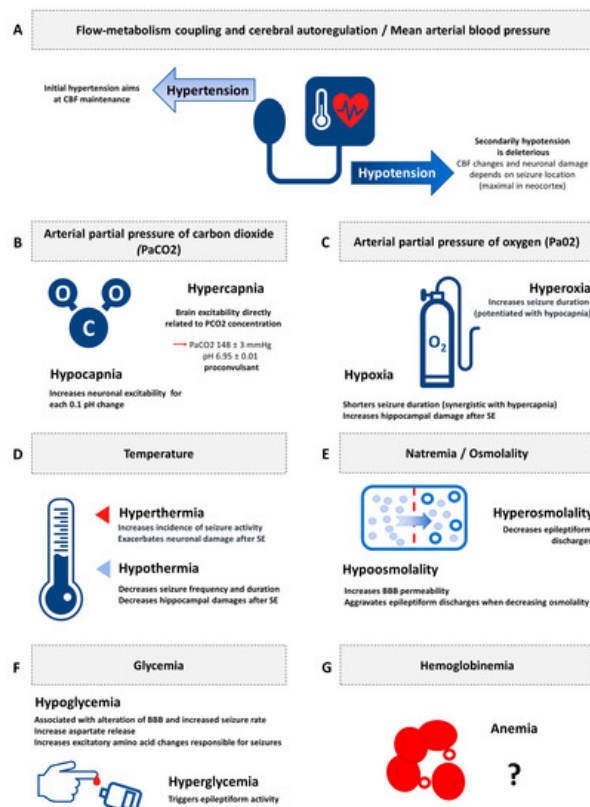 A
Flow-metabolism coupling and cerebral autoregulation / Mean arterial blood pressure
Initial hypertension aims
at CBF maintenance
Hypertension
Secondarily hypotension
is deleterious
CBF changes and neuronal damage
depends on seizure location
(maximal in neocortex)
Hypotension
B
Arterial partial pressure of carbon dioxide
(PaCO2)
O O
C
Hypercapnia
Brain excitability directly
related to PCO2 concentration
PaCO2 148 ± 3 mmHg
pH 6.95 ± 0.01
proconvulsant
Hypocapnia
Increases neuronal excitability for
each 0.1 pH change
C
Arterial partial pressure of oxygen (Pa02)
Hyperoxia
Increases seizure duration
(potentiated with hypocapnia)
O2
Hypoxia
Shorters seizure duration (synergistic with hypercapnia)
Increases hippocampal damage after SE
D
Temperature
Hyperthermia
Increases incidence of seizure activity
Exacerbates neuronal damage after SE
Hypothermia
Decreases seizure frequency and duration
Decreases hippocampal damages after SE
E
Natremia / Osmolality
Hyperosmolality
Decreases epileptiform
discharges
Hypoosmolality
Increases BBB permeability
Aggravates epileptiform discharges when decreasing osmolality
F
Glycemia
Hypoglycemia
Associated with alteration of BBB and increased seizure rate
Increase aspartate release
Increases excitatory amino acid changes responsible for seizures
Hyperglycemia
Triggers epileptiform activity
G
Hemoglobinemia
Anemia
?